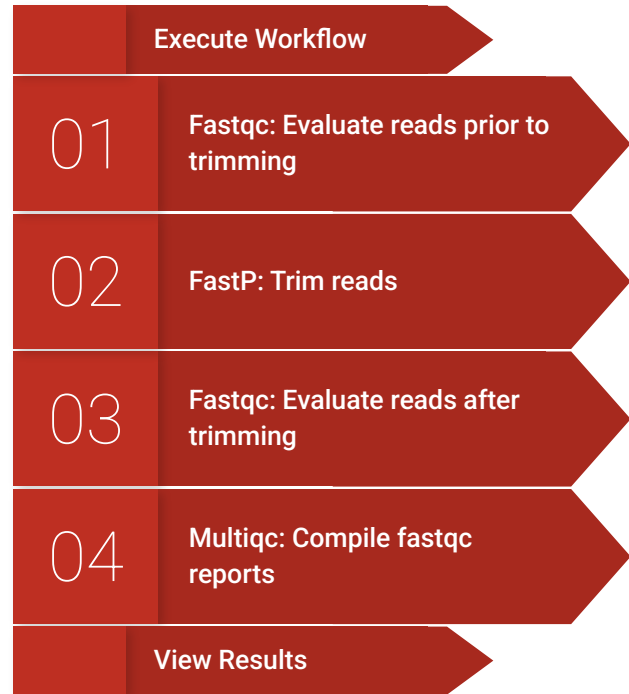 Execute Workflow
01
Fastqc: Evaluate reads prior to
trimming
02
FastP: Trim reads
03
Fastqc: Evaluate reads after
trimming
04
Multiqc: Compile fastqc
reports
View Results